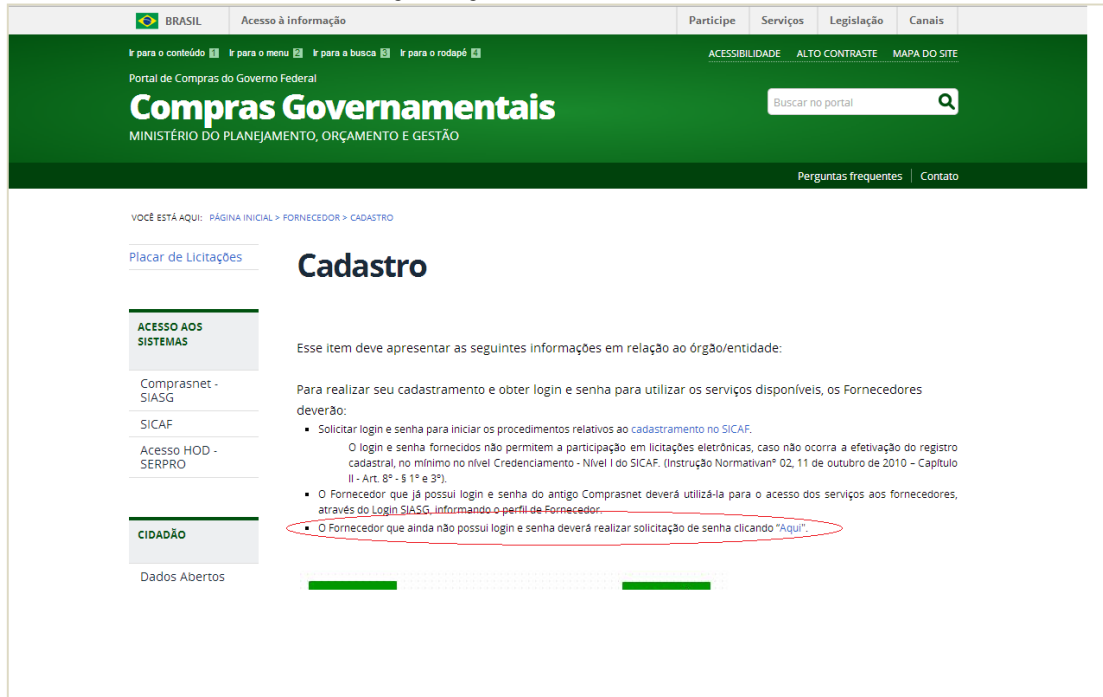 BRASIL Acesso à informação Participe Serviços Legislação Canais
Ir para o conteúdo 1 Ir para o menu 2 Ir para a busca 3 Ir para o rodapé 4 ACESSIBILIDADE ALTO CONTRASTE MAPA DO SITE
Portal de Compras do Governo Federal
Compras Governamentais
Buscar no portal
MINISTÉRIO DO PLANEJAMENTO, ORÇAMENTO E GESTÃO
Perguntas frequentes Contato
VOCÊ ESTÁ AQUI: PÁGINA INICIAL > FORNECEDOR > CADASTRO
Placar de Licitações
ACESSO AOS
SISTEMAS
Comprasnet -
SIASG
SICAF
Acesso HOD -
SERPRO
CIDADÃO
Dados Abertos
Cadastro
Esse item deve apresentar as seguintes informações em relação ao órgão/entidade:
Para realizar seu cadastramento e obter login e senha para utilizar os serviços disponíveis, os Fornecedores
deverão:
▪ Solicitar login e senha para iniciar os procedimentos relativos ao cadastramento no SICAF.
O login e senha fornecidos não permitem a participação em licitações eletrônicas, caso não ocorra a efetivação do registro
cadastral, no mínimo no nível Credenciamento - Nível I do SICAF. (Instrução Normativanº 02, 11 de outubro de 2010 – Capítulo
II - Art. 8º - § 1º e 3º).
▪ O Fornecedor que já possui login e senha do antigo Comprasnet deverá utilizá-la para o acesso dos serviços aos fornecedores,
através do Login SIASG, informando o perfil de Fornecedor.
▪ O Fornecedor que ainda não possui login e senha deverá realizar solicitação de senha clicando "Aqui".